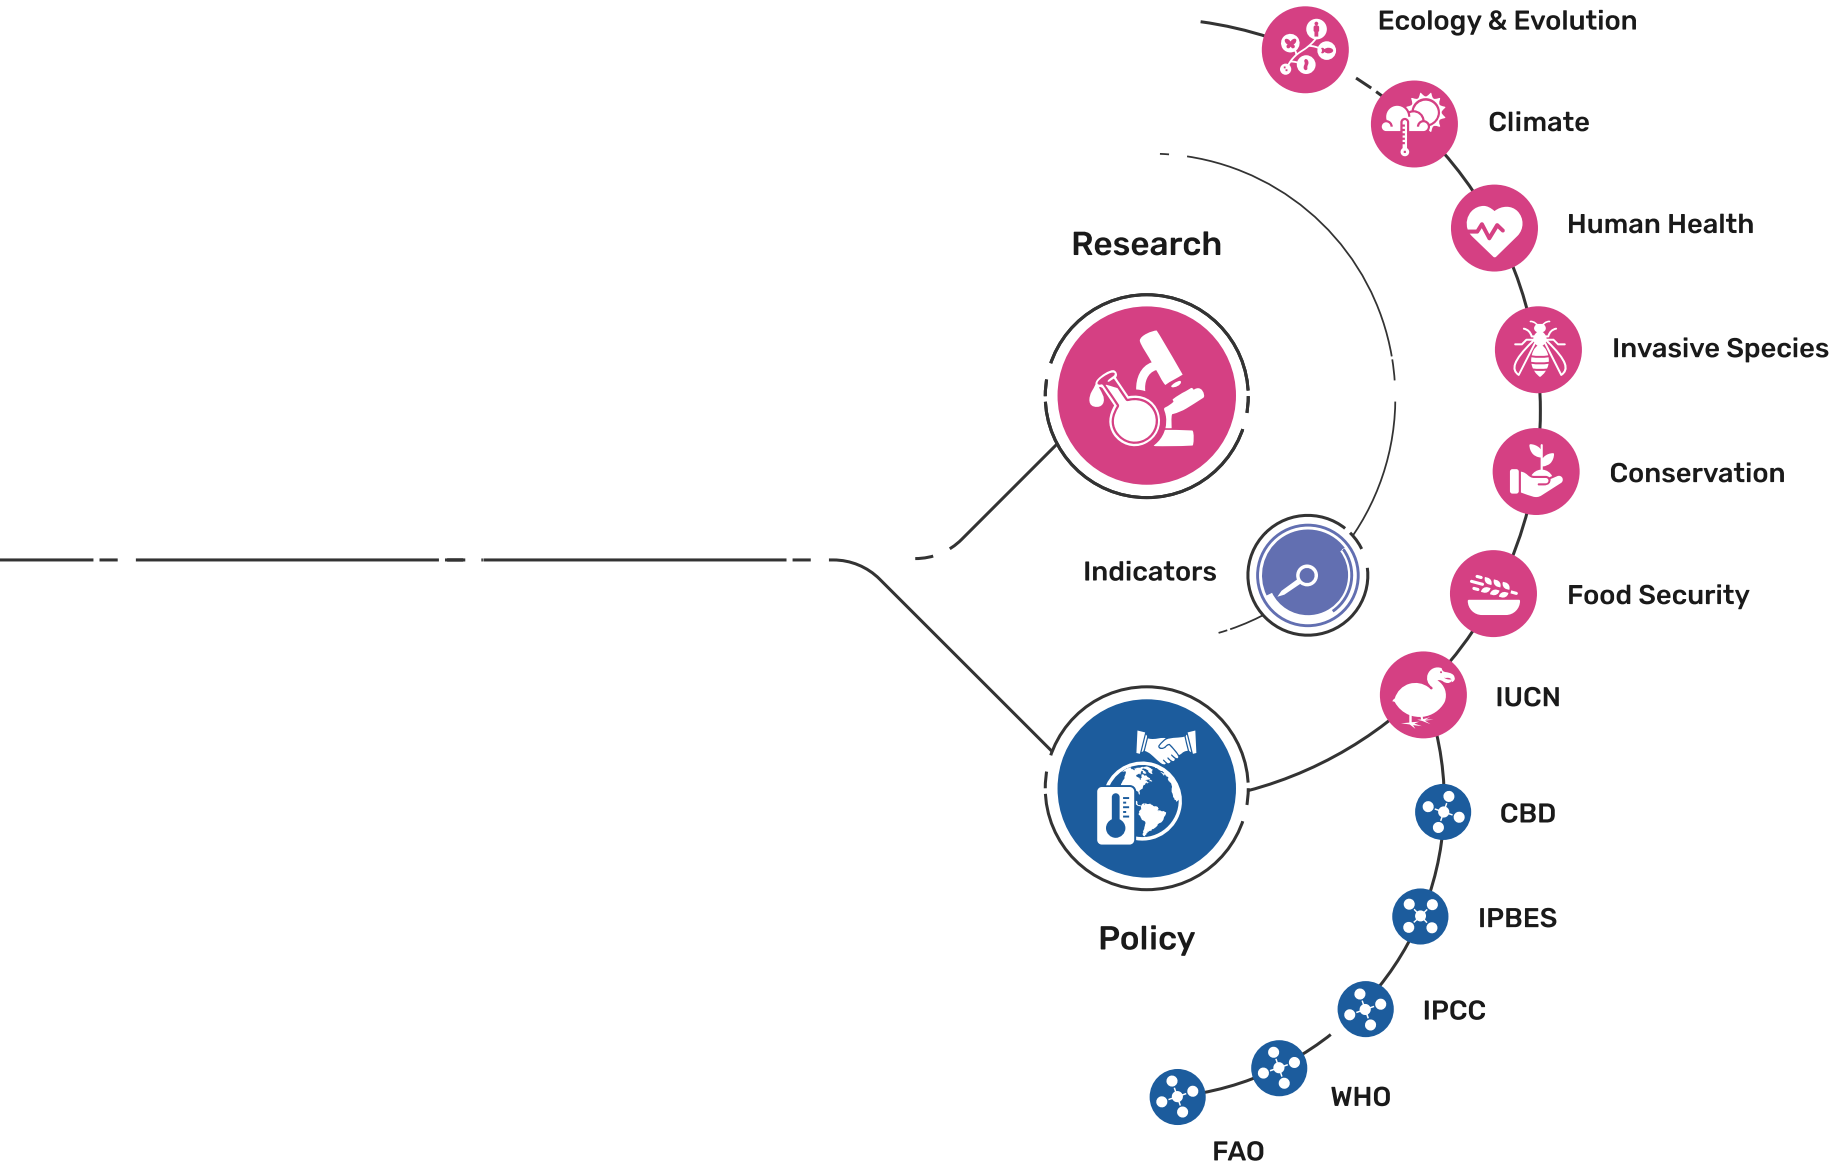 Ecology & Evolution
Climate
Human Health
Research
Invasive Species
Conservation
Indicators
Food Security
IUCN
CBD
IPBES
Policy
IPCC
WHO
FAO